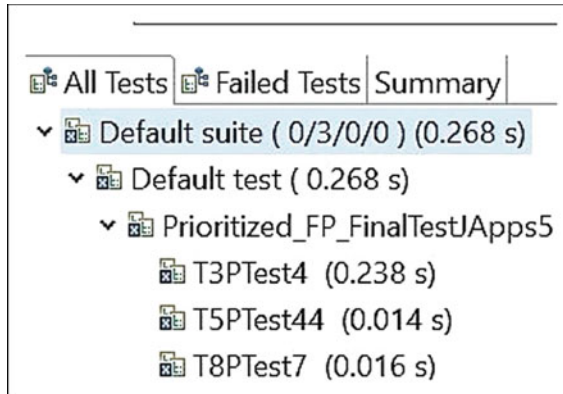 All Tests Failed Tests Summary
Default suite ( 0/3/0/0 ) (0.268 s)
Default test ( 0.268 s)
Prioritized_FP_FinalTestJApps5
T3PTest4 (0.238 s)
T5PTest44 (0.014 s)
T8PTest7 (0.016 s)